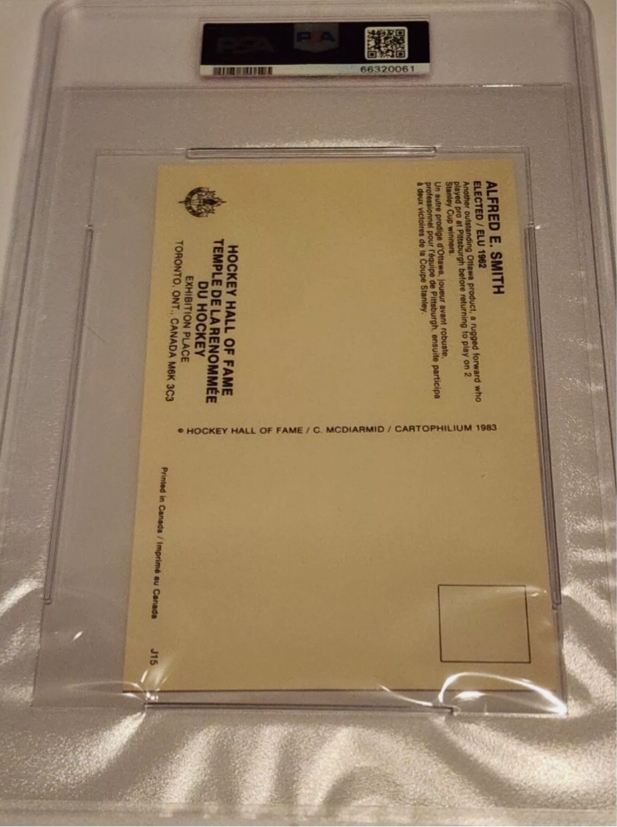 PSA
PSA
66320061
ALFRED E. SMITH
ELECTED / ELU 1962
Another outstanding Ottawa product, a rugged forward who
played pro at Pittsburgh before returning to play on 2
Stanley Cup winners.
Un autre prodige d'Ottawa, joueur avant robuste,
professionnel pour l'équipe de Pittsburgh, ensuite participa
à deux victoires de la Coupe Stanley.
HOCKEY HALL OF FAME
TEMPLE DE LA RENOMMÉE
DU HOCKEY
EXHIBITION PLACE
TORONTO, ONT., CANADA M6K 3C3
© HOCKEY HALL OF FAME / C. MCDIARMID / CARTOPHILIUM 1983
Printed in Canada / Imprimé au Canada J15